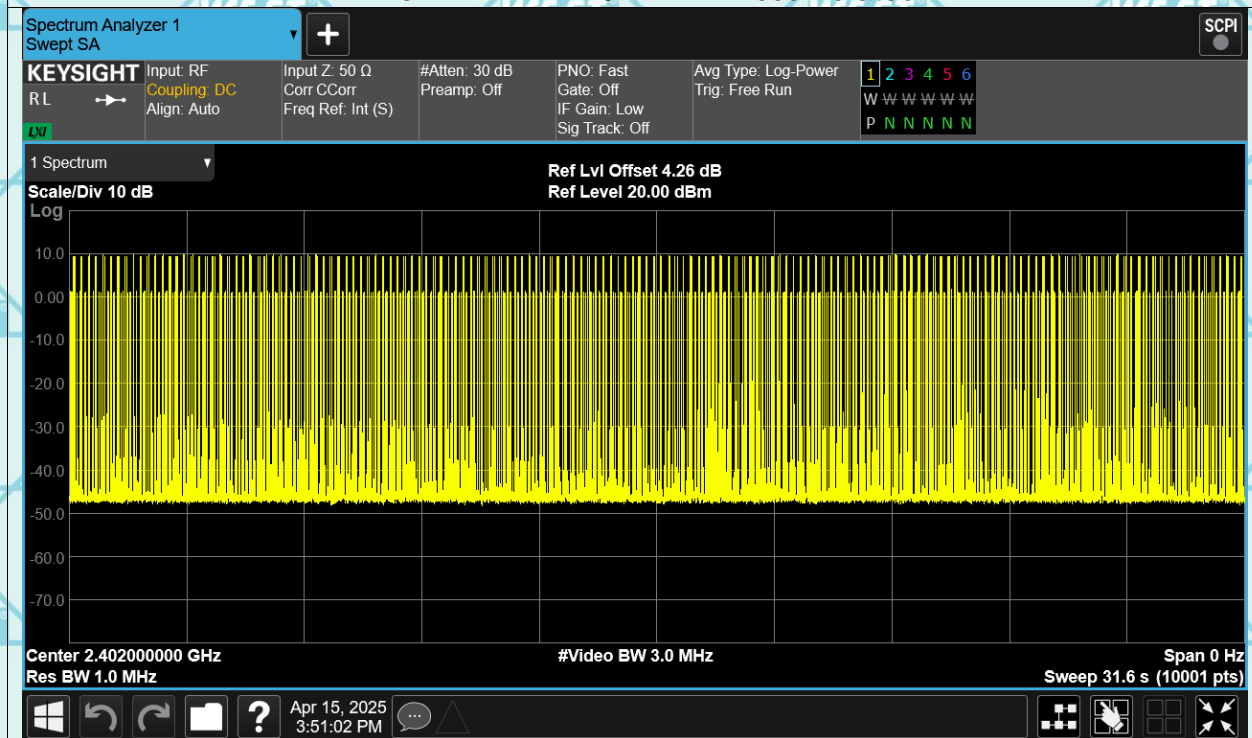 Spectrum Analyzer 1
Swept SA
+
SCPI
KEYSIGHT
R L
LXI
Input: RF
Coupling: DC
Align: Auto
Input Z: 50 Ω
Corr CCorr
Freq Ref: Int (S)
#Atten: 30 dB
Preamp: Off
PNO: Fast
Gate: Off
IF Gain: Low
Sig Track: Off
Avg Type: Log-Power
Trig: Free Run
1 2 3 4 5 6
W W W W W W
P N N N N N
1 Spectrum
Scale/Div 10 dB
Log
Ref Lvl Offset 4.26 dB
Ref Level 20.00 dBm
10.0
0.00
-10.0
-20.0
-30.0
-40.0
-50.0
-60.0
-70.0
Center 2.402000000 GHz
#Video BW 3.0 MHz
Span 0 Hz
Res BW 1.0 MHz
Sweep 31.6 s (10001 pts)
?
Apr 15, 2025
3:51:02 PM